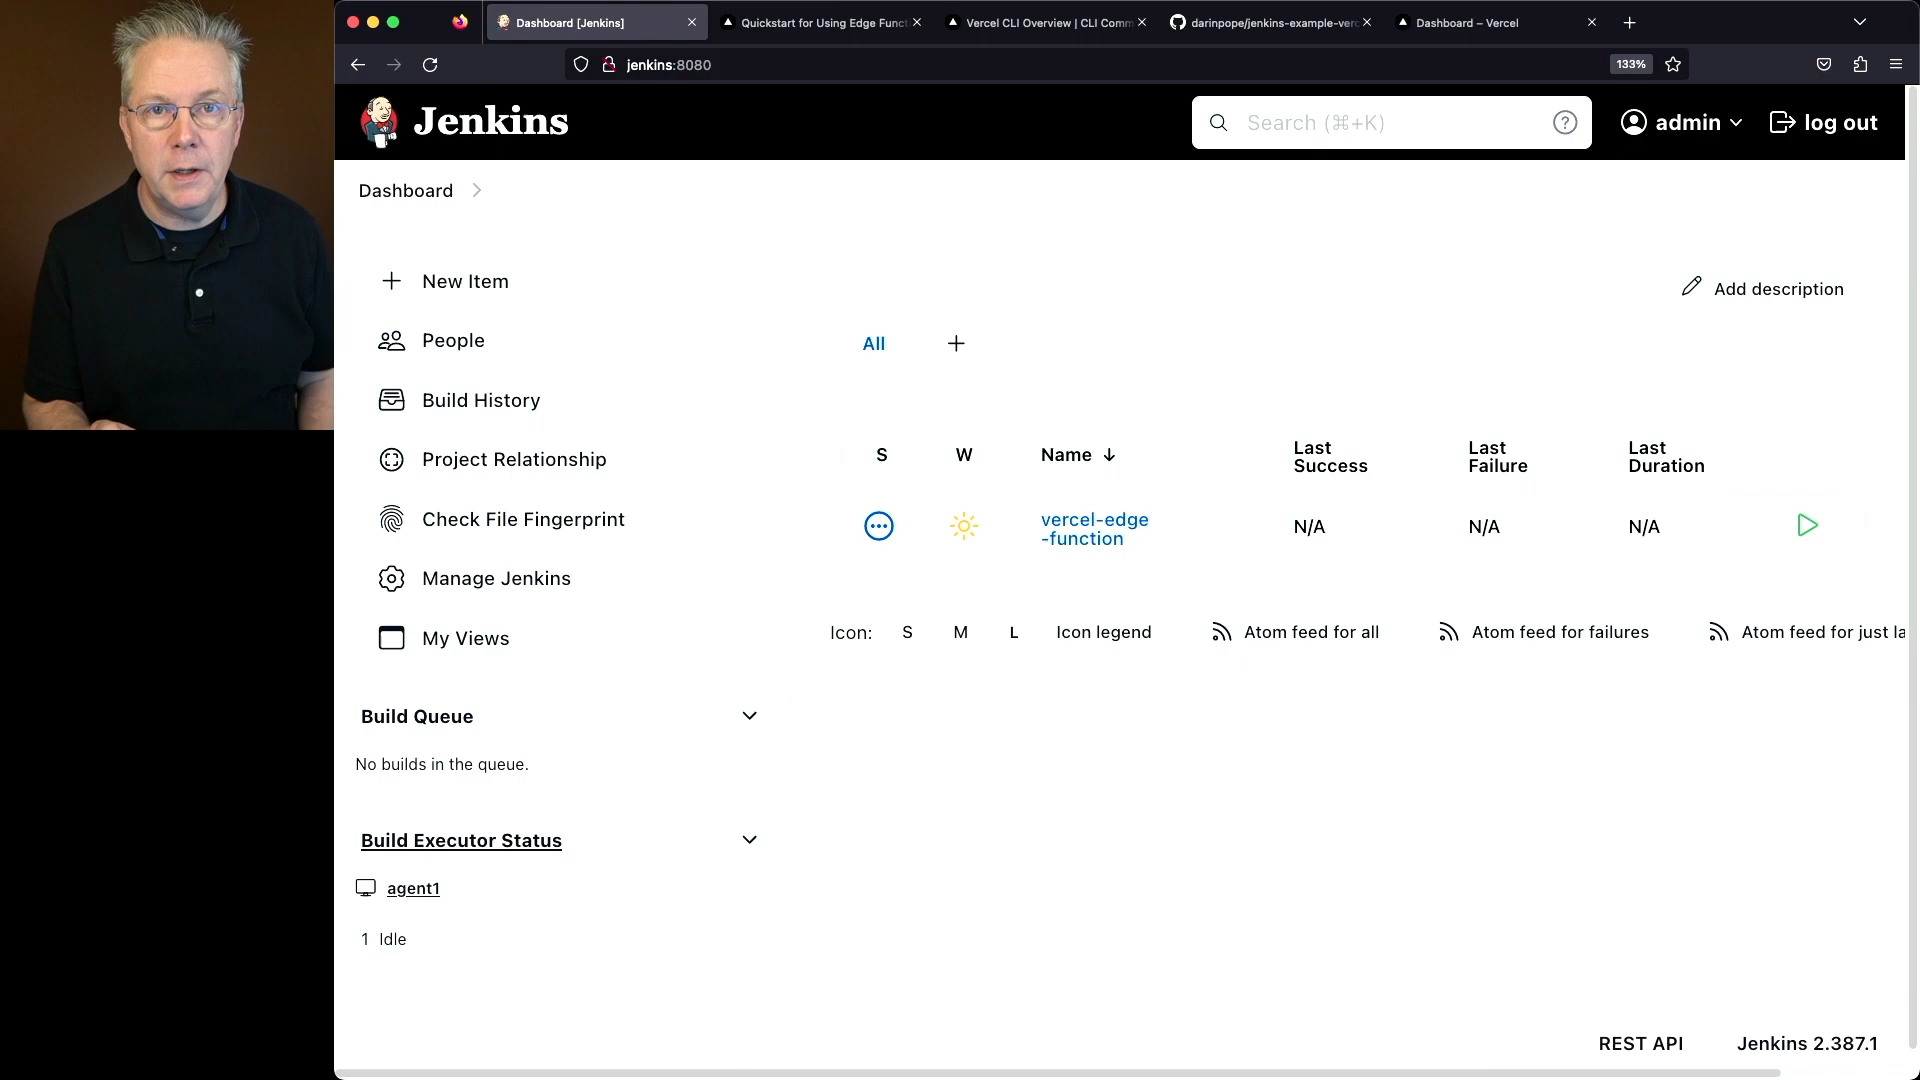 Dashboard [Jenkins]
Quickstart for Using Edge Funct
Vercel CLI Overview | CLI Comm
darinpope/jenkins-example-verc
Dashboard – Vercel
jenkins:8080
133%
Jenkins
Search (⌘+K)
admin
log out
Dashboard
New Item
Add description
People
All
Build History
S
W
Name
Last
Success
Last
Failure
Last
Duration
Project Relationship
Check File Fingerprint
vercel-edge
-function
N/A
N/A
N/A
Manage Jenkins
My Views
Icon:
S
M
L
Icon legend
Atom feed for all
Atom feed for failures
Atom feed for just la
Build Queue
No builds in the queue.
Build Executor Status
agent1
1 Idle
REST API
Jenkins 2.387.1